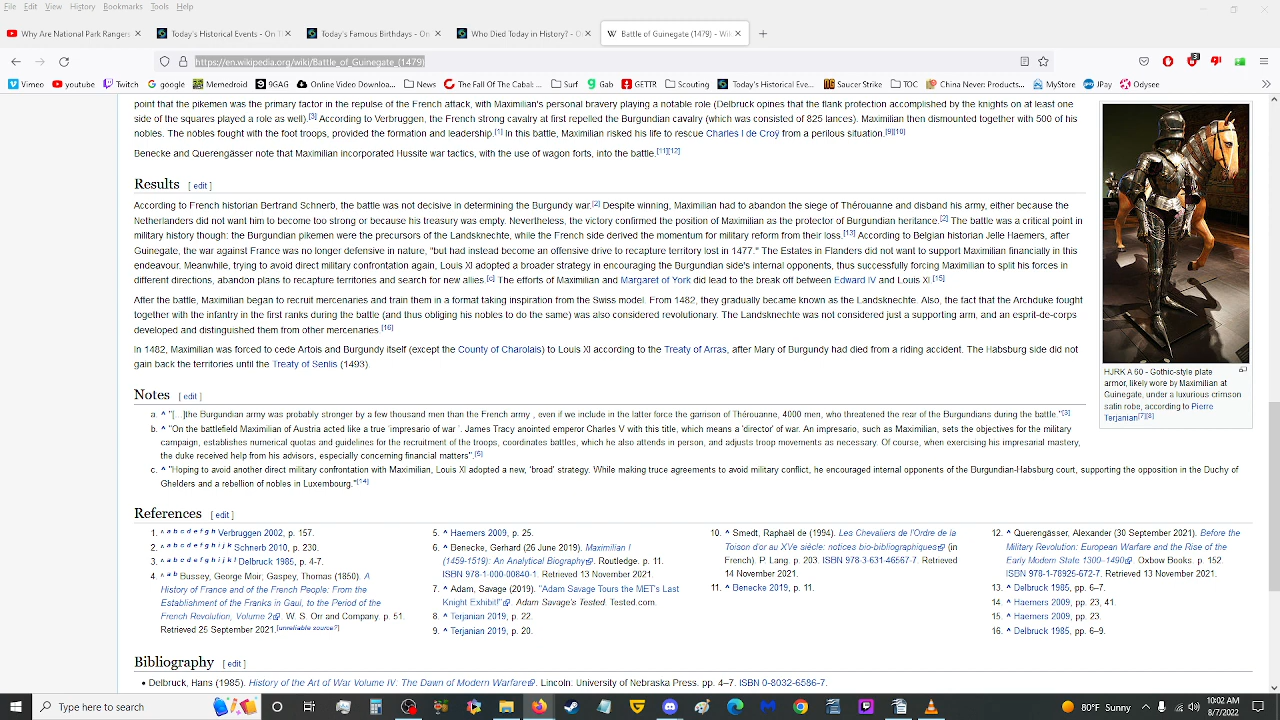 File Edit View History Bookmarks Tools Help
Why Are National Park Rangers
Today's Historical Events - On T
Today's Famous Birthdays - On
Who Died Today in History? - O
Battle of Guinegate (1479) - Wik
https://en.wikipedia.org/wiki/Battle_of_Guinegate_(1479)
3
Vimeo youtube Twitch google Memedroid 9GAG Online Video Downloa... News The Fall Of The Cabal:... Surf Gab GETTR Scouting Today's Historical Eve... Saucer Strike TOC China Never: Produc... MyStore JPay Odysee
point that the pikemen was the primary factor in the repulse of the French attack, with Maximilian's personal bravery playing a notable role (Delbruck opines that the flank protection accomplished by the knights on at least one
side of the squares played a role as well).[3] According to Verbruggen, the French strong cavalry at first repelled the Burgundian cavalry (which was consisted of 825 lances). Maximilien then dismounted together with 500 of his
nobles. The nobles fought with the foot troops, provided the formation and leadership.[1] In this battle, Maximilian risked his life to rescue Charles I de Croÿ from a perilous situation.[9][10]
Benecke and Querengässer note that Maximilian incorporated Hussite war tactics, with the use of wagon forts, into the battle.[11][12]
Results [ edit ]
According to French historian Bertrand Schnerb, the battle was not decisive in determining the Burgundy war.[2] Despite winning, Maximilian had to abandon the siege of Thérouanne and disband his army, either because the
Netherlanders did not want him to become too strong or because his treasury was empty. Nevertheless, the victory confirmed the position of Maximilian as the protector of Burgundian heritance.[2] The battle was a critical point in
military history though: the Burgundian pikemen were the precursors of the Landsknechte, while the French side derived the momentum for military reform from their loss.[13] According to Belgian historian Jelle Haemers, after
Guinegate, the war against France was no longer defensive in nature, "but had instead become an offensive drive to recapture territory lost in 1477." The Estates in Flanders did not want to support Maximilian financially in this
endeavour. Meanwhile, trying to avoid direct military confrontation again, Louis XI adopted a broader strategy in encouraging the Burgundian side's internal opponents, thus successfully forcing Maximilian to split his forces in
different directions, abandon plans to recapture territories and search for new allies.[c] The efforts of Maximilian and Margaret of York did lead to the break off between Edward IV and Louis XI.[15]
After the battle, Maximilian began to recruit mercenaries and train them in a format taking inspiration from the Swiss model. From 1482, they gradually became known as the Landsknechte. Also, the fact that the Archduke fought
together with the infantry in the first ranks during the battle (and thus obliging his nobles to do the same) was also considered revolutionary. The Landsknechte was not considered just a supporting arm, and an esprit-de-corps
developed and distinguished them from other mercenaries.[16]
In 1482, Maximilian was forced to cede Artois and Burgundy itself (except the County of Charolais) to Louis XI according to the Treaty of Arras, after Mary of Burgundy had died from a riding accident. The Habsburg side did not
gain back the territories until the Treaty of Senlis (1493).
HJRK A 60 - Gothic-style plate
armor, likely wore by Maximilian at
Guinegate, under a luxurious crimson
satin robe, according to Pierre
Terjanian[7][8]
Notes [ edit ]
a. ^ "[...]the Burgundian army was probably stronger by a few thousand men than the French army , even if we include in the latter force the garrison of Thérouanne, 4000 men, who threatened the rear of the Burgundians during the battle."[3]
b. ^ "On the battlefield Maximilian of Austria acted like a true 'impresario of war'. James Tracy anointed emperor Charles V with this title, which means a 'director' of war. An impresario, such as Maximilian, sets the objectives for the military
campaign, establishes numerical quotas and guidelines for the recruitment of the troops, coordinates battles, which he also attends in person, and adjusts troop movements as necessary. Of course, when exercising his impresarial mastery,
the duke received help from his advisors, especially concerning financial matters".[5]
c. ^ "Hoping to avoid another direct military confrontation with Maximilian, Louis XI adopted a new, 'broad' strategy. While making truce agreements to avoid military conflict, he encouraged internal opponents of the Burgundian-Habsburg court, supporting the opposition in the Duchy of
Ghelders and a rebellion of nobles in Luxembourg."[14]
References [ edit ]
1. ^ a b c d e f g h Verbruggen 2002, p. 157.
2. ^ a b c d e f g h i j k Schnerb 2010, p. 230.
3. ^ a b c d e f g h i j k l Delbruck 1985, p. 4-7.
4. ^ a b Bussey, George Moir; Gaspey, Thomas (1850). A
History of France and of the French People: From the
Establishment of the Franks in Gaul, to the Period of the
French Revolution, Volume 2. W. S. Orr and Company. p. 51.
Retrieved 25 September 2021.[unreliable source?]
5. ^ Haemers 2009, p. 25.
6. ^ Benecke, Gerhard (26 June 2019). Maximilian I
(1459-1519): An Analytical Biography. Routledge. p. 11.
ISBN 978-1-000-00840-1. Retrieved 13 November 2021.
7. ^ Adam, Savage (2019). "Adam Savage Tours the MET's Last
Knight Exhibit!" Adam Savage's Tested. Tested.com.
8. ^ Terjanian 2019, p. 22.
9. ^ Terjanian 2019, p. 20.
10. ^ Smedt, Raphaël de (1994). Les Chevaliers de l'Ordre de la
Toison d'or au XVe siècle: notices bio-bibliographiques (in
French). P. Lang. p. 203. ISBN 978-3-631-46567-7. Retrieved
14 November 2021.
11. ^ Benecke 2019, p. 11.
12. ^ Querengässer, Alexander (30 September 2021). Before the
Military Revolution: European Warfare and the Rise of the
Early Modern State 1300–1490. Oxbow Books. p. 152.
ISBN 978-1-78925-672-7. Retrieved 13 November 2021.
13. ^ Delbruck 1985, pp. 6–7.
14. ^ Haemers 2009, pp. 23, 41.
15. ^ Haemers 2009, pp. 23.
16. ^ Delbruck 1985, pp. 6–9.
Bibliography [ edit ]
• Delbruck, Hans (1985). History of the Art of War Volume IV: The Dawn of Modern Warfare. Lincoln: University of Nebraska Press. pp. 4–7. ISBN 0-8032-6586-7.
Type here to search
80°F Sunny
10:02 AM
8/7/2022